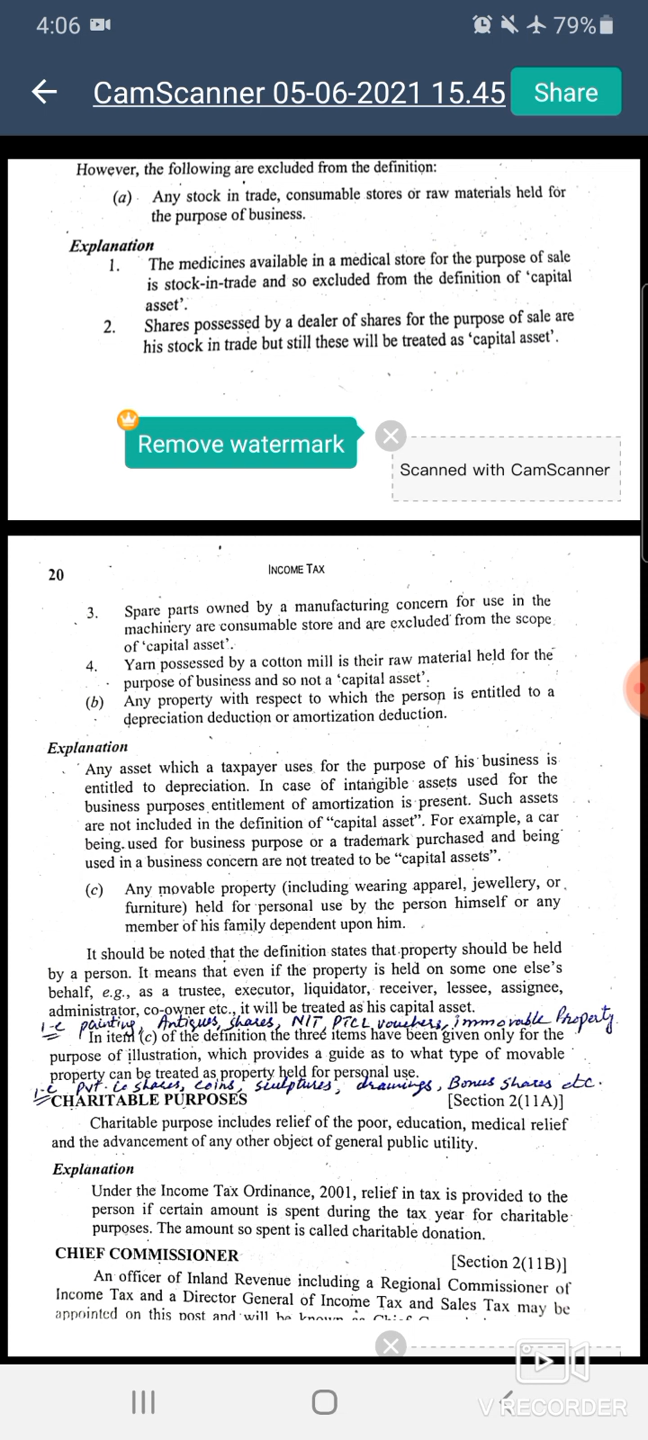 4:06
79%
CamScanner 05-06-2021 15.45
Share
However, the following are excluded from the definition:
(a) Any stock in trade, consumable stores or raw materials held for
the purpose of business.
Explanation
1. The medicines available in a medical store for the purpose of sale
is stock-in-trade and so excluded from the definition of ‘capital
asset’.
2. Shares possessed by a dealer of shares for the purpose of sale are
his stock in trade but still these will be treated as ‘capital asset’.
Remove watermark
Scanned with CamScanner
20 INCOME TAX
3. Spare parts owned by a manufacturing concern for use in the
machinery are consumable store and are excluded from the scope
of ‘capital asset’.
4. Yarn possessed by a cotton mill is their raw material held for the
purpose of business and so not a ‘capital asset’.
(b) Any property with respect to which the person is entitled to a
depreciation deduction or amortization deduction.
Explanation
Any asset which a taxpayer uses for the purpose of his business is
entitled to depreciation. In case of intangible assets used for the
business purposes entitlement of amortization is present. Such assets
are not included in the definition of “capital asset”. For example, a car
being used for business purpose or a trademark purchased and being
used in a business concern are not treated to be “capital assets”.
(c) Any movable property (including wearing apparel, jewellery, or
furniture) held for personal use by the person himself or any
member of his family dependent upon him.
It should be noted that the definition states that property should be held
by a person. It means that even if the property is held on some one else’s
behalf, e.g., as a trustee, executor, liquidator, receiver, lessee, assignee,
administrator, co-owner etc., it will be treated as his capital asset.
i-e painting, Antiques, shares, NIT, PTCL vouchers, immovable Property
In item (c) of the definition the three items have been given only for the
purpose of illustration, which provides a guide as to what type of movable
property can be treated as property held for personal use.
i-e Pvt. Co shares, coins, sculptures, drawings, Bonus shares etc.
CHARITABLE PURPOSES [Section 2(11A)]
Charitable purpose includes relief of the poor, education, medical relief
and the advancement of any other object of general public utility.
Explanation
Under the Income Tax Ordinance, 2001, relief in tax is provided to the
person if certain amount is spent during the tax year for charitable
purposes. The amount so spent is called charitable donation.
CHIEF COMMISSIONER [Section 2(11B)]
An officer of Inland Revenue including a Regional Commissioner of
Income Tax and a Director General of Income Tax and Sales Tax may be
appointed on this post and will be known as Chief
V RECORDER